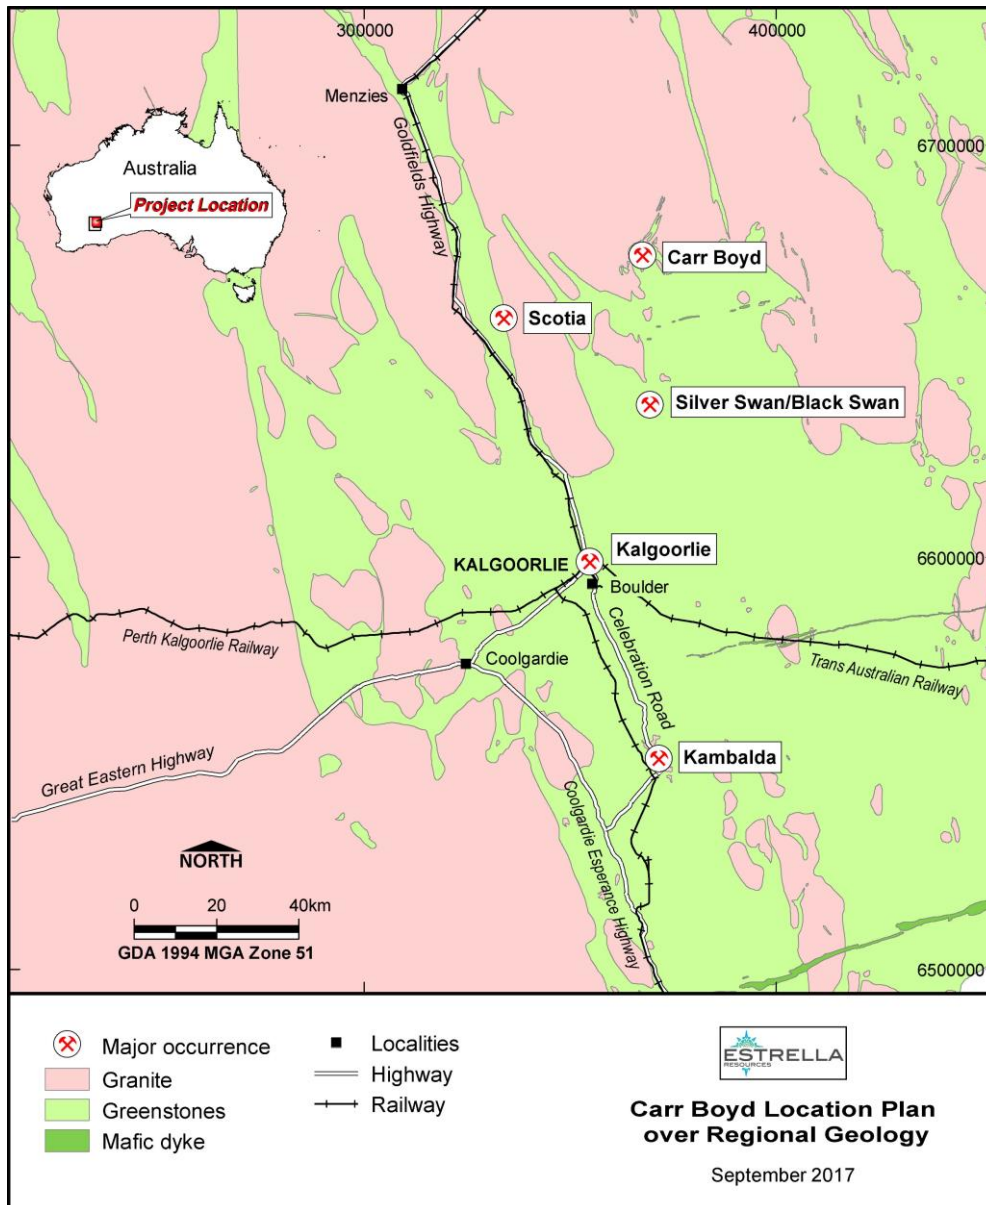 300000
400000
Menzies
Goldfields Highway
6700000
Australia
Project Location
Carr Boyd
Scotia
Silver Swan/Black Swan
Kalgoorlie
KALGOORLIE
6600000
Boulder
Perth Kalgoorlie Railway
Coolgardie
Celebration Road
Trans Australian Railway
Great Eastern Highway
Kambalda
Coolgardie Esperance Highway
NORTH
0 20 40km
GDA 1994 MGA Zone 51
6500000
Major occurrence
Granite
Greenstones
Mafic dyke
Localities
Highway
Railway
ESTRELLA
RESOURCES
Carr Boyd Location Plan
over Regional Geology
September 2017